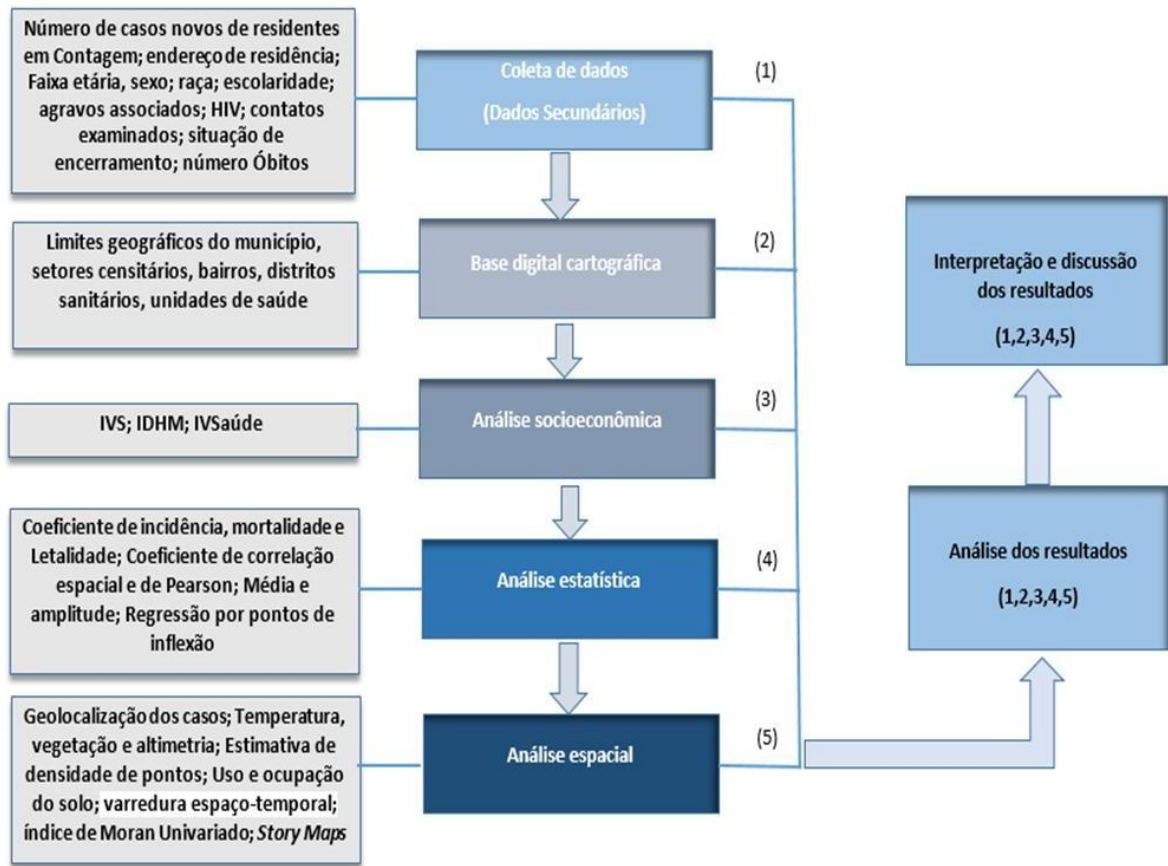 Número de casos novos de residentes
em Contagem; endereço de residência;
Faixa etária, sexo; raça; escolaridade;
agravos associados; HIV; contatos
examinados; situação de
encerramento; número Óbitos
Coleta de dados
(Dados Secundários)
(1)
Limites geográficos do município,
setores censitários, bairros, distritos
sanitários, unidades de saúde
Base digital cartográfica
(2)
IVS; IDHM; IVSaúde
Análise socioeconômica
(3)
Coeficiente de incidência, mortalidade e
Letalidade; Coeficiente de correlação
espacial e de Pearson; Média e
amplitude; Regressão por pontos de
inflexão
Análise estatística
(4)
Geolocalização dos casos; Temperatura,
vegetação e altimetria; Estimativa de
densidade de pontos; Uso e ocupação
do solo; varredura espaço-temporal;
índice de Moran Univariado; Story Maps
Análise espacial
(5)
Interpretação e discussão
dos resultados
(1,2,3,4,5)
Análise dos resultados
(1,2,3,4,5)